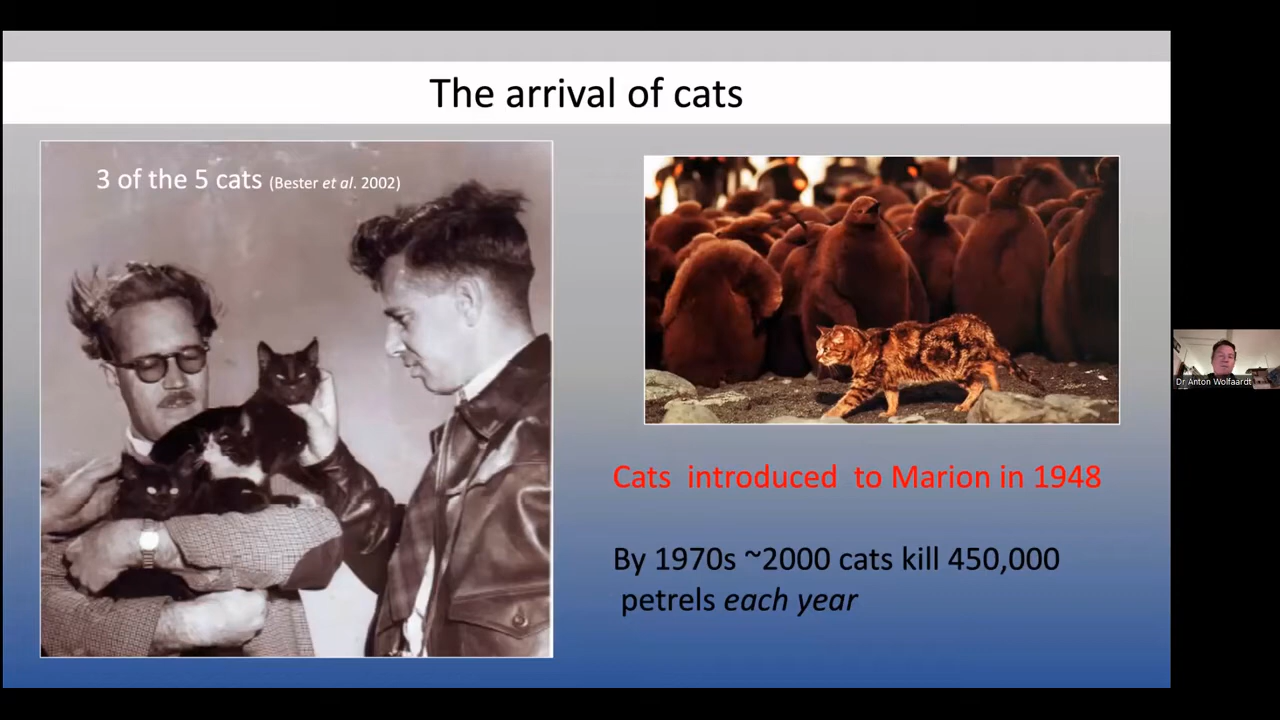 The arrival of cats
3 of the 5 cats (Bester et al. 2002)
Cats introduced to Marion in 1948
By 1970s ~2000 cats kill 450,000
petrels each year
Dr Anton Wolfaardt